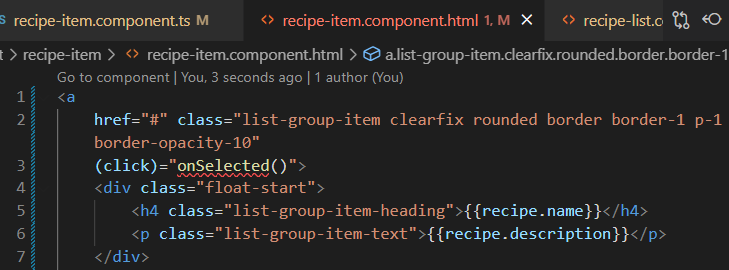 recipe-item.component.ts M
recipe-item.component.html 1, M
recipe-list.c
t > recipe-item > recipe-item.component.html > a.list-group-item.clearfix.rounded.border.border-1
Go to component | You, 3 seconds ago | 1 author (You)
1 <a
2 href="#" class="list-group-item clearfix rounded border border-1 p-1
border-opacity-10"
3 (click)="onSelected()">
4 <div class="float-start">
5 <h4 class="list-group-item-heading">{{recipe.name}}</h4>
6 <p class="list-group-item-text">{{recipe.description}}</p>
7 </div>